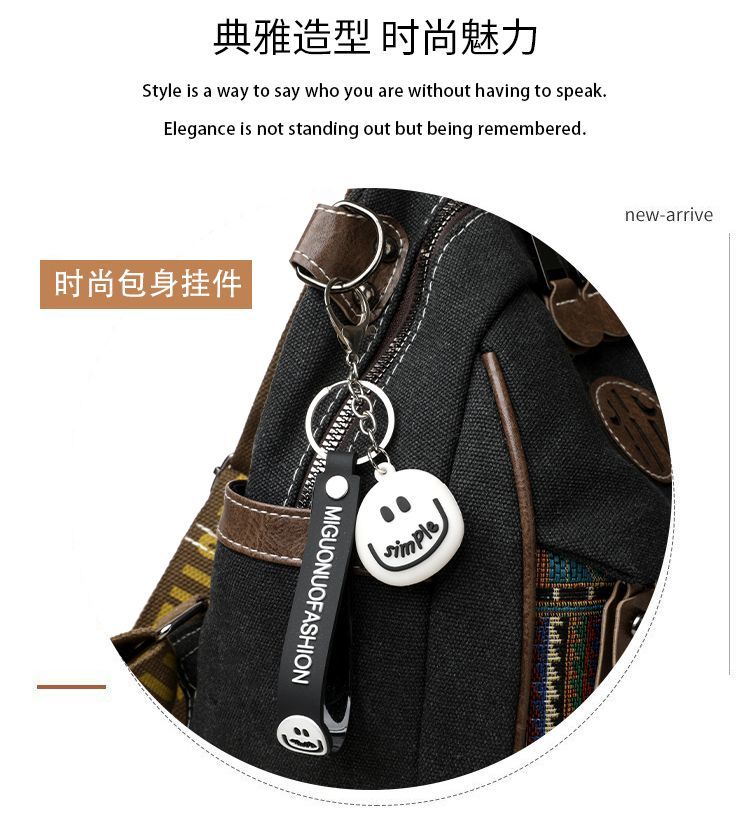 典雅造型 时尚魅力
Style is a way to say who you are without having to speak.
Elegance is not standing out but being remembered.
new-arrive
时尚包身挂件
simple
MIGUONUOFASHION